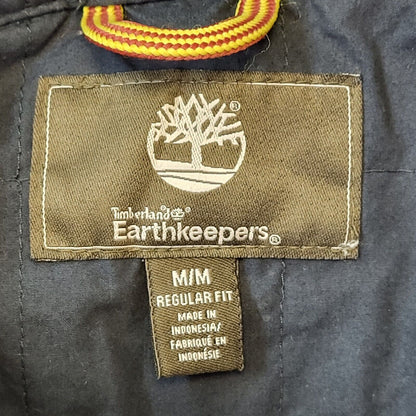 ®
Timberland®
Earthkeepers®
M/M
REGULAR FIT
MADE IN
INDONESIA/
FABRIQUÉ EN
INDONÉSIE